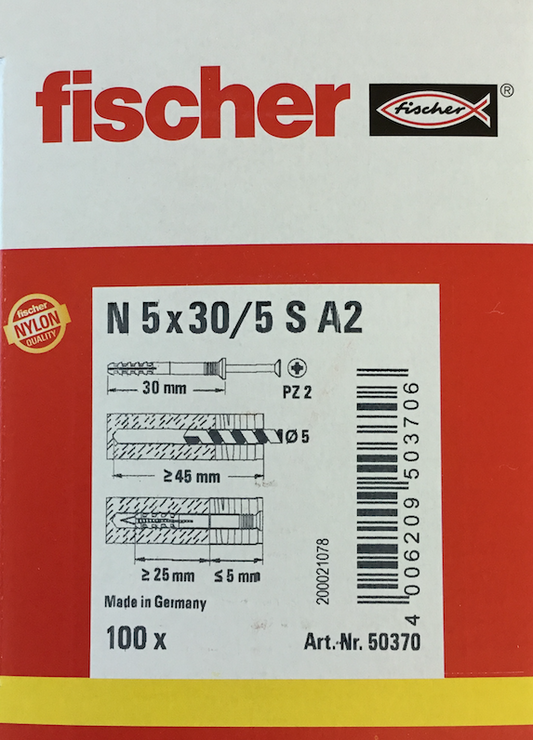 fischer
fischer ®
fischer
NYLON
QUALITY
N 5 x 30/5 S A2
30 mm
PZ 2
Ø 5
≥ 45 mm
≥ 25 mm ≤ 5 mm
Made in Germany
100 x
200021078
4 006209 503706
Art.-Nr. 50370